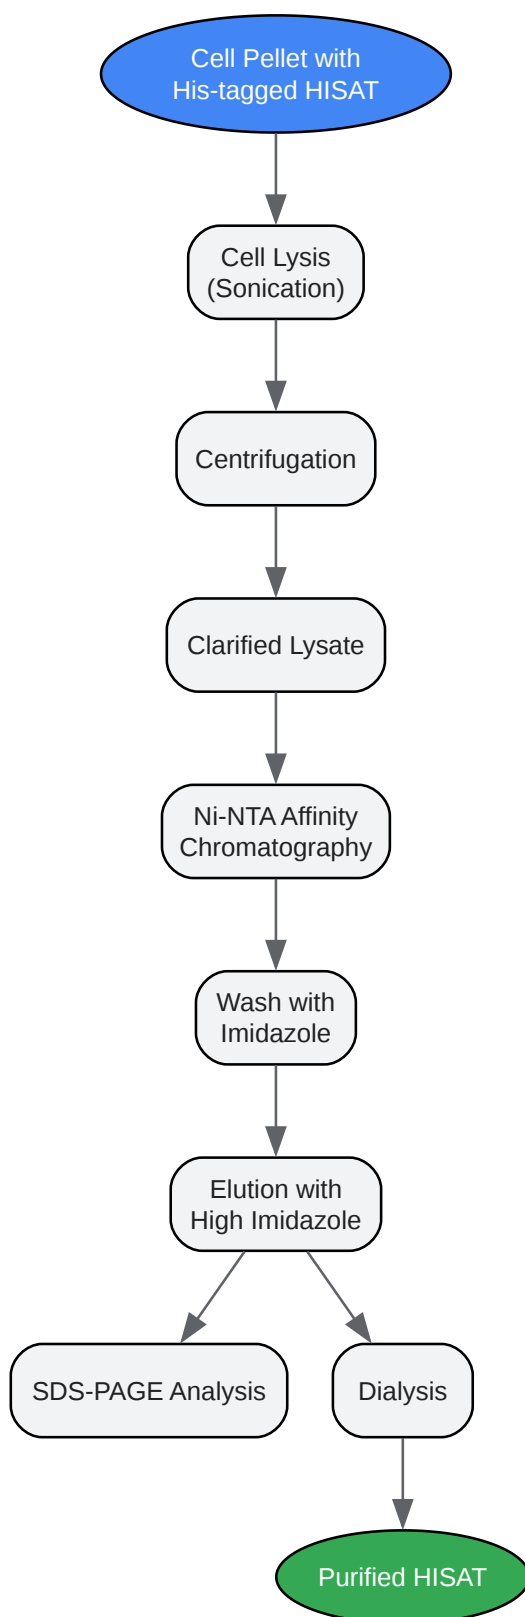 Cell Pellet with
His-tagged HISAT
Cell Lysis
(Sonication)
Centrifugation
Clarified Lysate
Ni-NTA Affinity
Chromatography
Wash with
Imidazole
Elution with
High Imidazole
SDS-PAGE Analysis
Dialysis
Purified HISAT